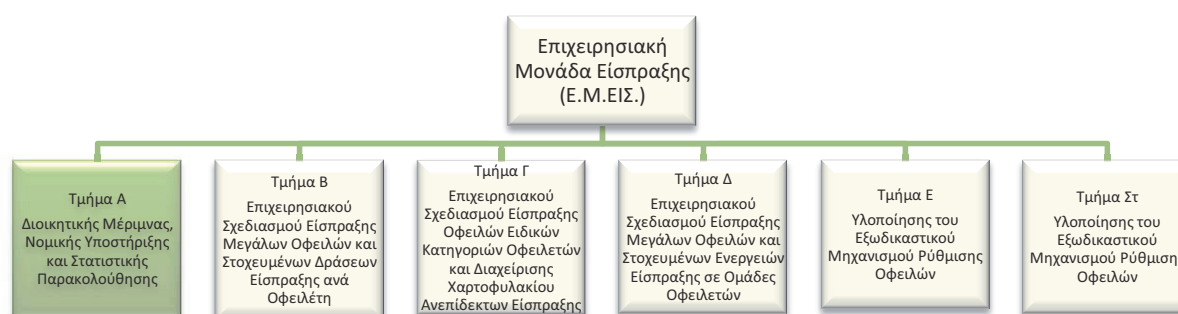 Επιχειρησιακή
Μονάδα Είσπραξης
(Ε.Μ.ΕΙΣ.)
Τμήμα Α
Διοικητικής Μέριμνας,
Νομικής Υποστήριξης
και Στατιστικής
Παρακολούθησης
Τμήμα Β
Επιχειρησιακού
Σχεδιασμού Είσπραξης
Μεγάλων Οφειλών και
Στοχευμένων Δράσεων
Είσπραξης ανά
Οφειλέτη
Τμήμα Γ
Επιχειρησιακού
Σχεδιασμού Είσπραξης
Οφειλών Ειδικών
Κατηγοριών Οφειλετών
και Διαχείρισης
Χαρτοφυλακίου
Ανεπίδεκτων Είσπραξης
Τμήμα Δ
Επιχειρησιακού
Σχεδιασμού Είσπραξης
Μεγάλων Οφειλών και
Στοχευμένων Ενεργειών
Είσπραξης σε Ομάδες
Οφειλετών
Τμήμα Ε
Υλοποίησης του
Εξωδικαστικού
Μηχανισμού Ρύθμισης
Οφειλών
Τμήμα Στ
Υλοποίησης του
Εξωδικαστικού
Μηχανισμού Ρύθμισης
Οφειλών